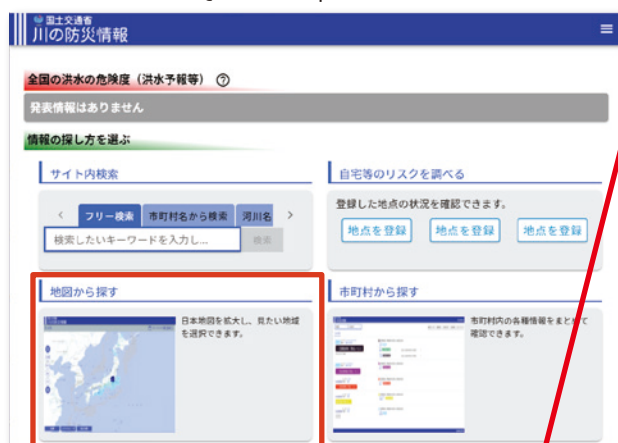 国土交通省
川の防災情報
全国の洪水の危険度（洪水予報等） ?
発表情報はありません
情報の探し方を選ぶ
サイト内検索
フリー検索 市町村名から検索 河川名
検索したいキーワードを入力し... 検索
自宅等のリスクを調べる
登録した地点の状況を確認できます。
地点を登録 地点を登録 地点を登録
地図から探す
日本地図を拡大し、見たい地域
を選択できます。
市町村から探す
市町村内の各種情報をまとめて
確認できます。